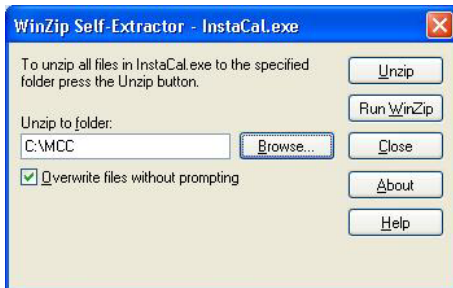 WinZip Self-Extractor - InstaCal.exe
To unzip all files in InstaCal.exe to the specified
folder press the Unzip button.
Unzip to folder:
C:\MCC
Browse...
Overwrite files without prompting
Unzip
Run WinZip
Close
About
Help